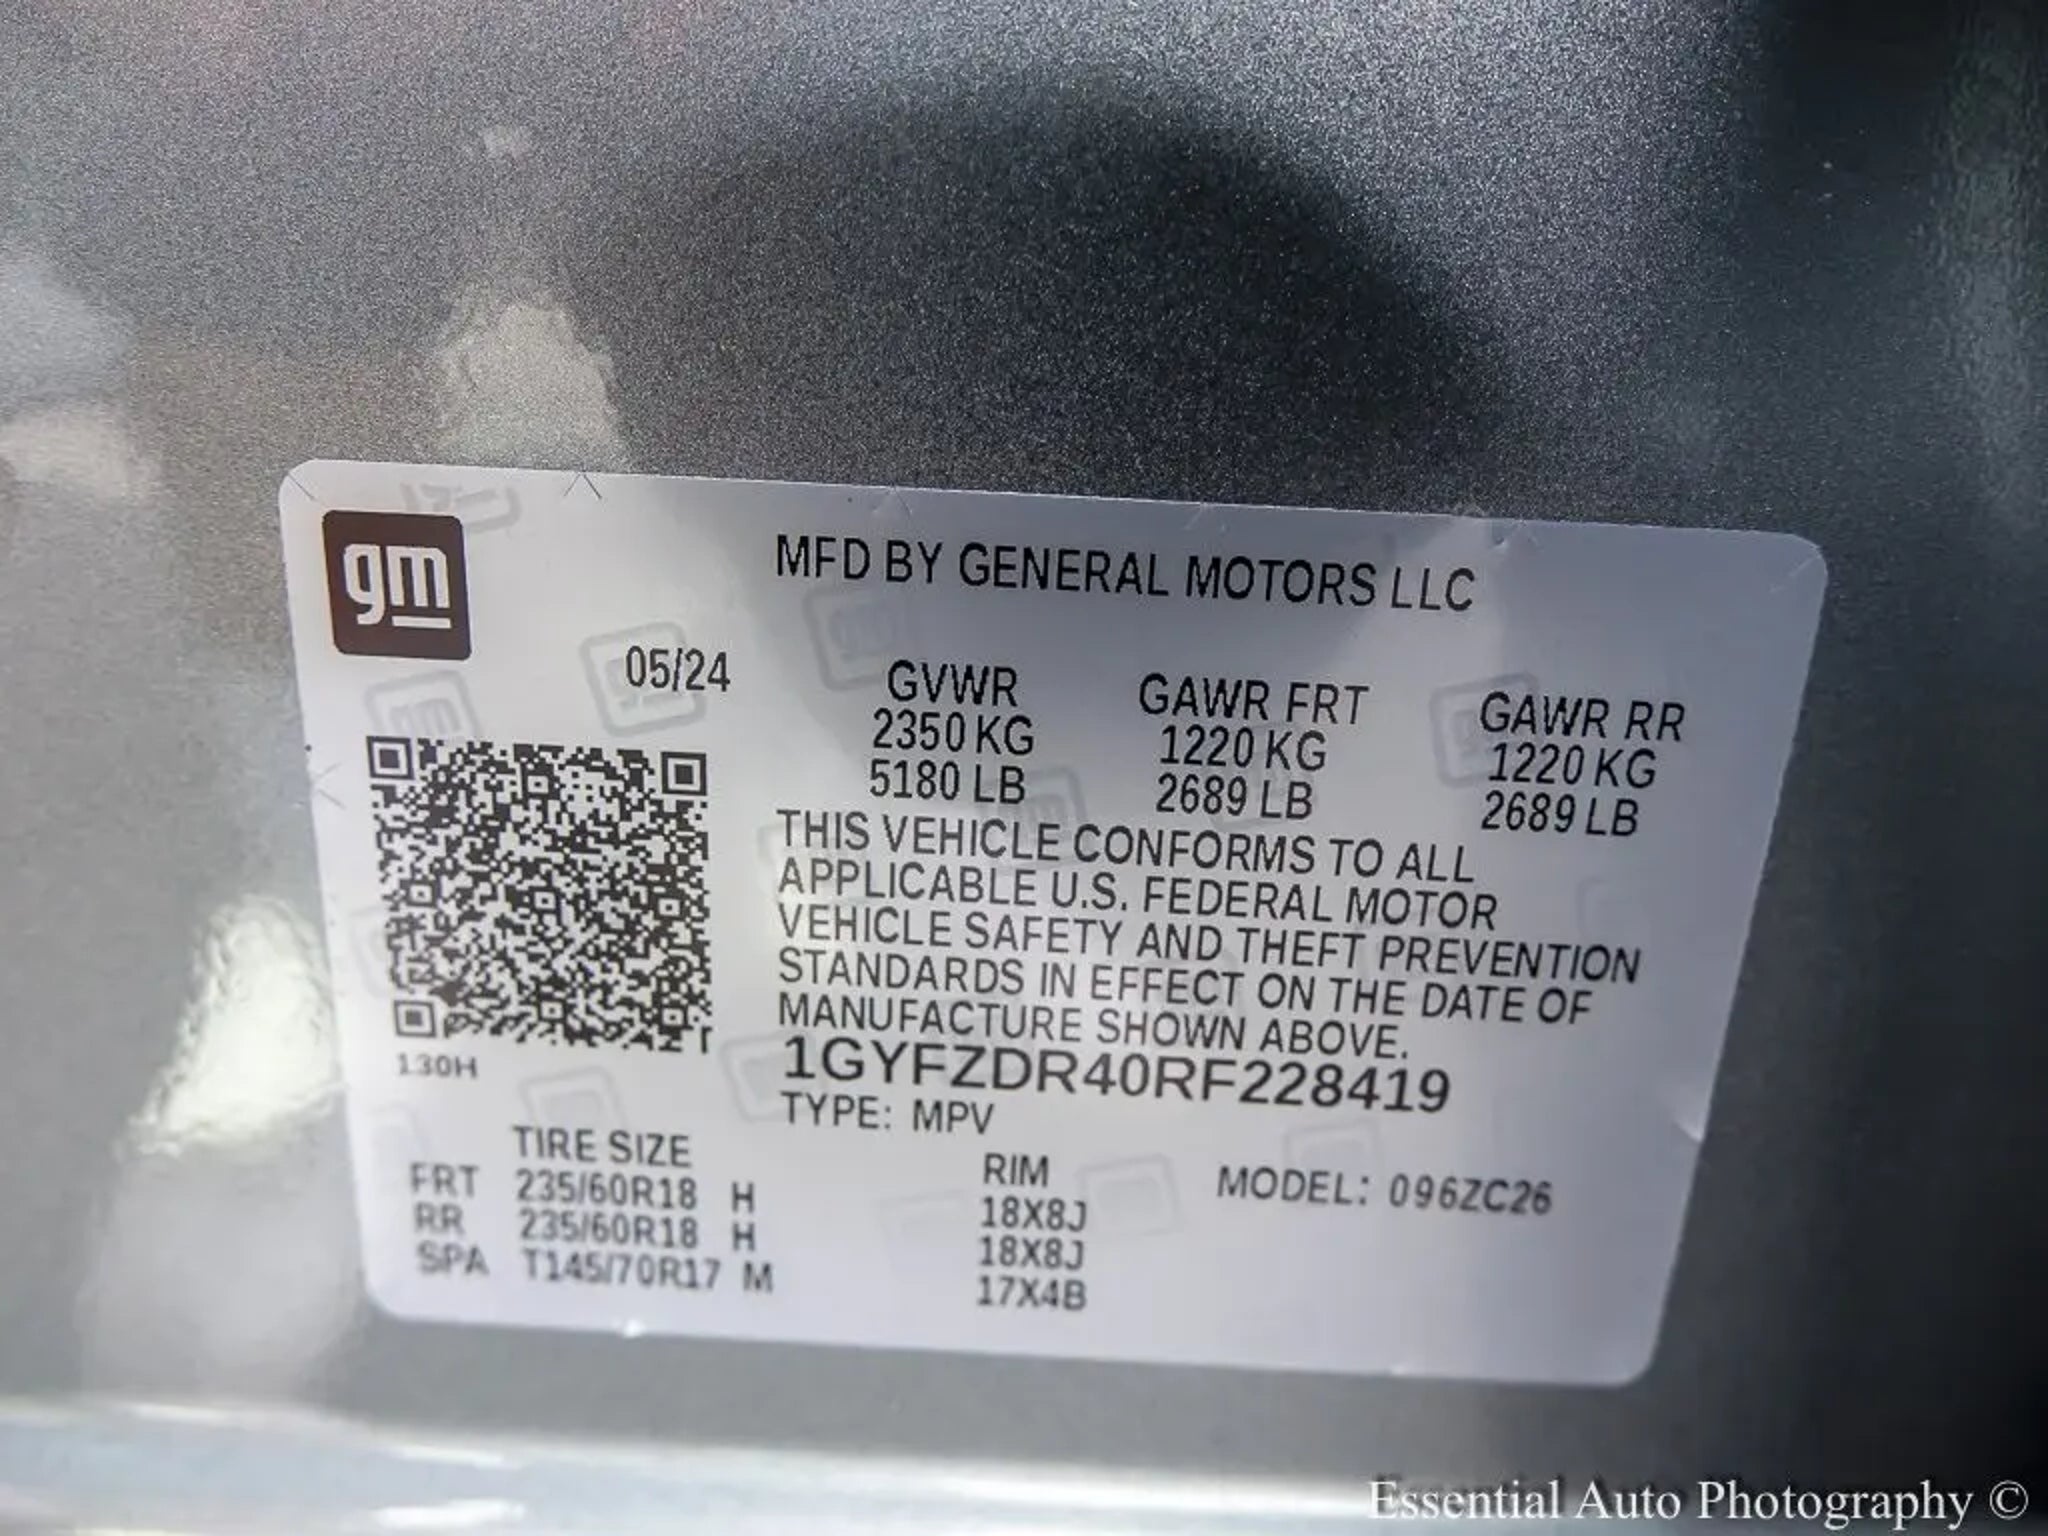 gm
MFD BY GENERAL MOTORS LLC
05/24
GVWR GAWR FRT GAWR RR
2350 KG 1220 KG 1220 KG
5180 LB 2689 LB 2689 LB
THIS VEHICLE CONFORMS TO ALL
APPLICABLE U.S. FEDERAL MOTOR
VEHICLE SAFETY AND THEFT PREVENTION
STANDARDS IN EFFECT ON THE DATE OF
MANUFACTURE SHOWN ABOVE.
130H
1GYFZDR40RF228419
TYPE: MPV
TIRE SIZE RIM MODEL: 096ZC26
FRT 235/60R18 H 18X8J
RR 235/60R18 H 18X8J
SPA T145/70R17 M 17X4B
Essential Auto Photography ©